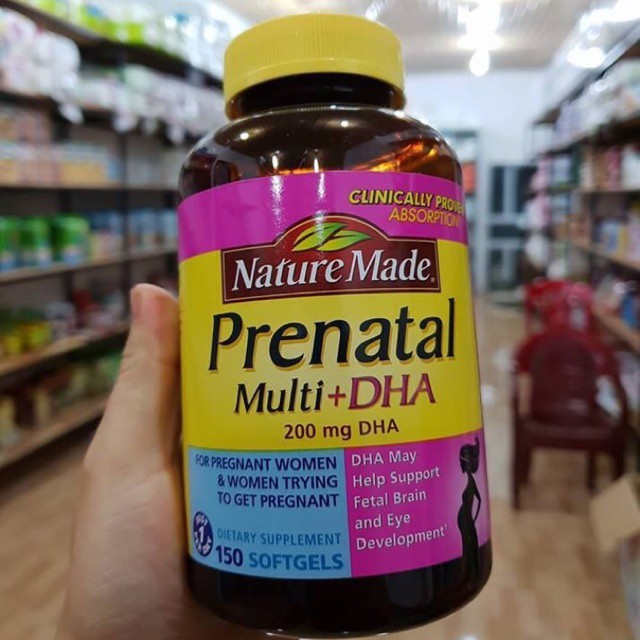 CLINICALLY PROVEN
ABSORPTION
Nature Made®
Prenatal
Multi+DHA
200 mg DHA
FOR PREGNANT WOMEN
& WOMEN TRYING
TO GET PREGNANT
DHA May
Help Support
Fetal Brain
and Eye
Development†
DIETARY SUPPLEMENT
150 SOFTGELS